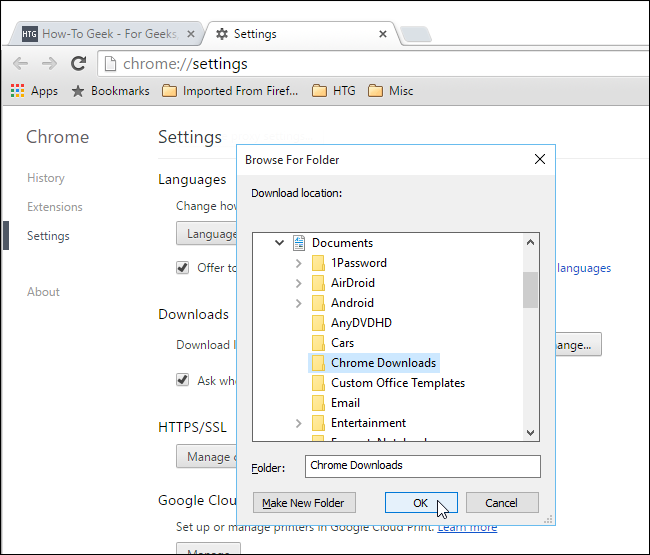 HTG How-To Geek - For Geeks,
Settings
chrome://settings
Apps
Bookmarks
Imported From Firef...
HTG
Misc
Chrome
History
Extensions
Settings
About
Settings
Languages
Change how
Language
Offer to
languages
Downloads
Download l
ange...
Ask whe
HTTPS/SSL
Manage c
Google Clou
Set up or manage printers in Google Cloud Print. Learn more
Manage
Browse For Folder
Download location:
Documents
1Password
AirDroid
Android
AnyDVDHD
Cars
Chrome Downloads
Custom Office Templates
Email
Entertainment
Folder:
Chrome Downloads
Make New Folder
OK
Cancel